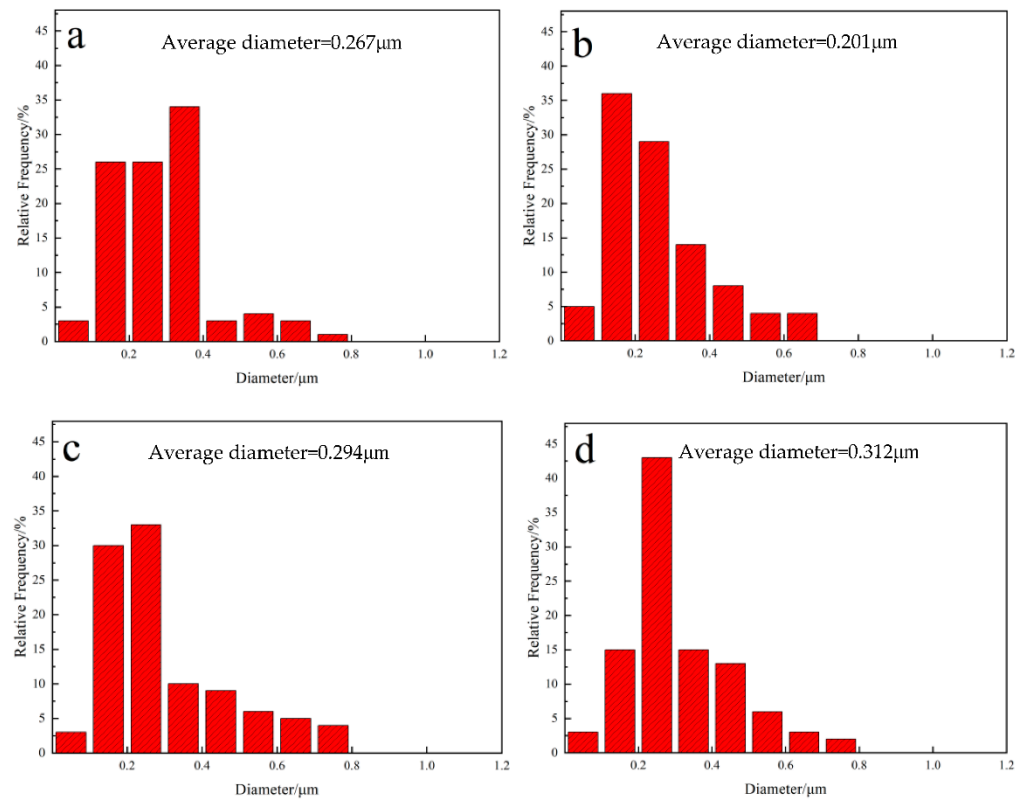 a
Average diameter=0.267μm
45
40
35
30
25
20
15
10
5
0
Relative Frequency/%
0.2 0.4 0.6 0.8 1.0 1.2
Diameter/μm
b
Average diameter=0.201μm
45
40
35
30
25
20
15
10
5
0
Relative Frequency/%
0.2 0.4 0.6 0.8 1.0 1.2
Diameter/μm
c
Average diameter=0.294μm
45
40
35
30
25
20
15
10
5
0
Relative Frequency/%
0.2 0.4 0.6 0.8 1.0 1.2
Diameter/μm
d
Average diameter=0.312μm
45
40
35
30
25
20
15
10
5
0
Relative Frequency/%
0.2 0.4 0.6 0.8 1.0 1.2
Diameter/μm